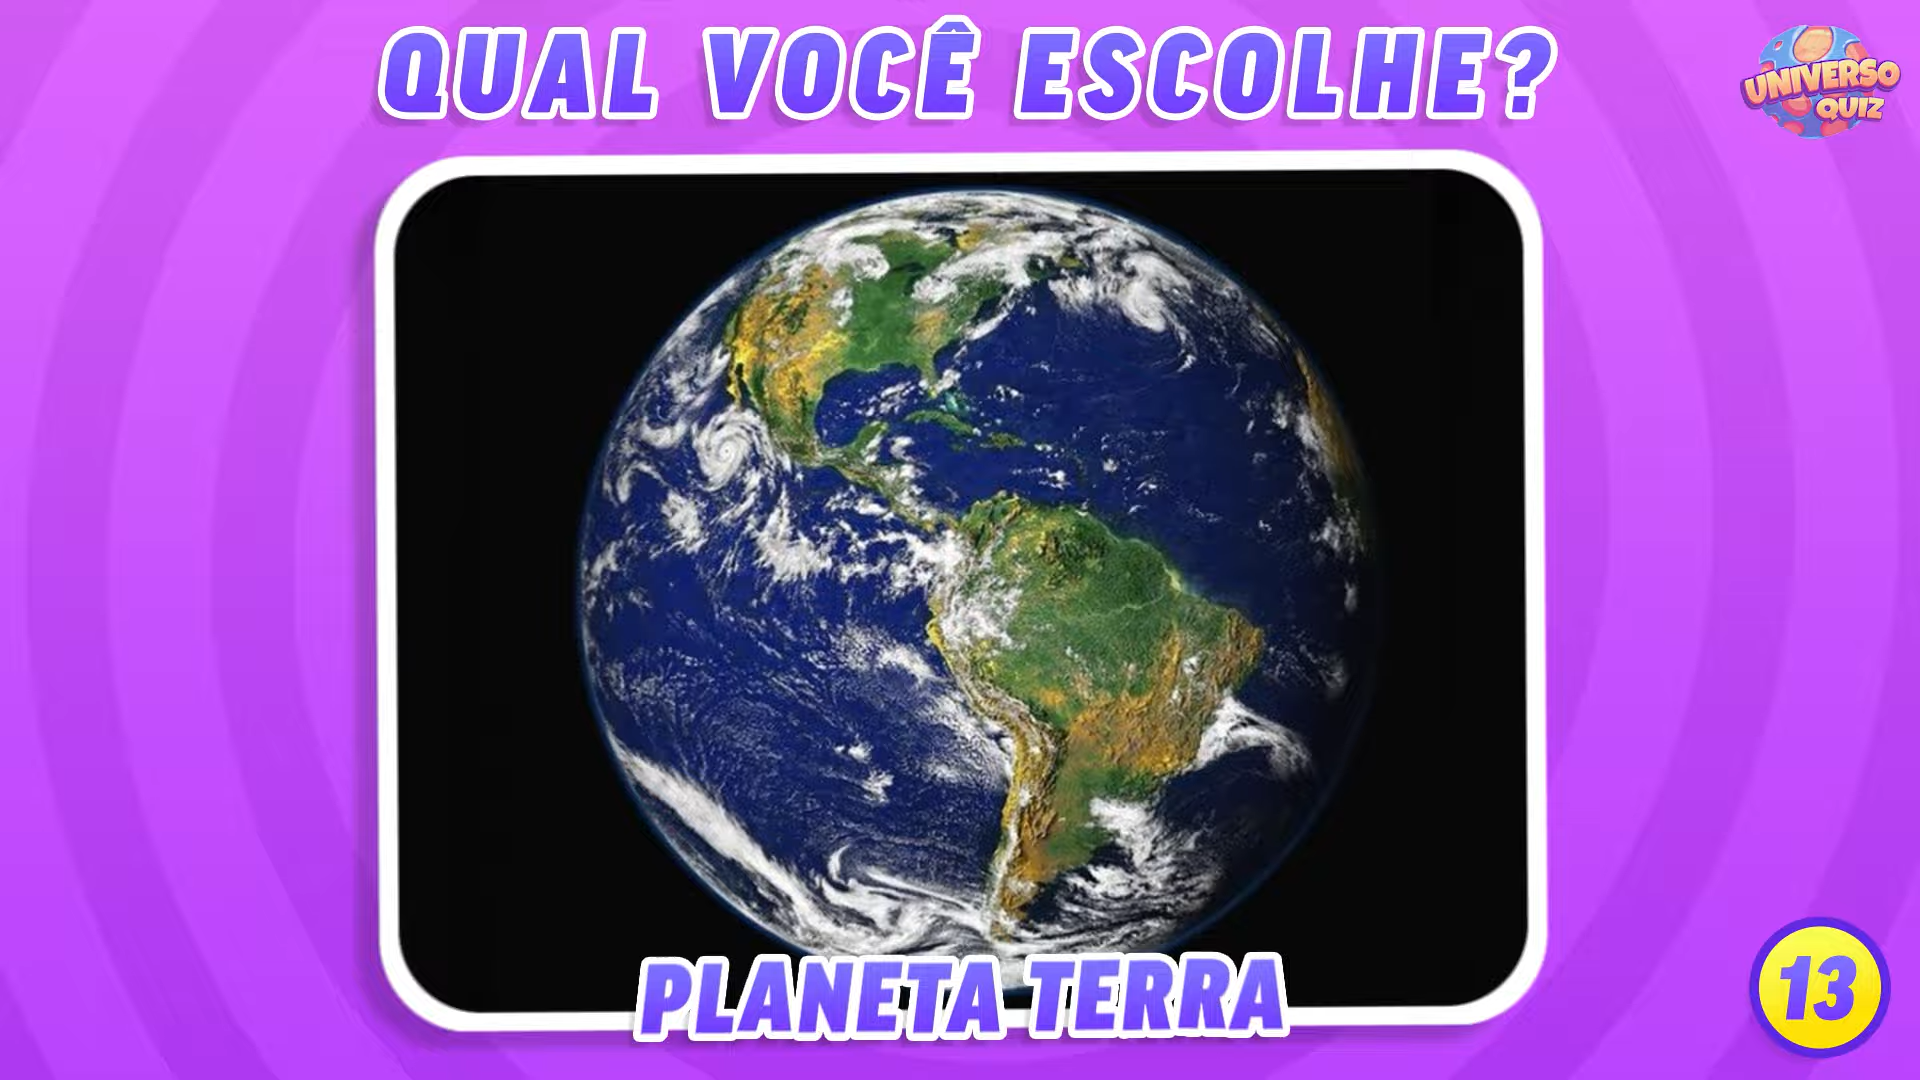 QUAL VOCÊ ESCOLHE?
UNIVERSO
QUIZ
PLANETA TERRA
13